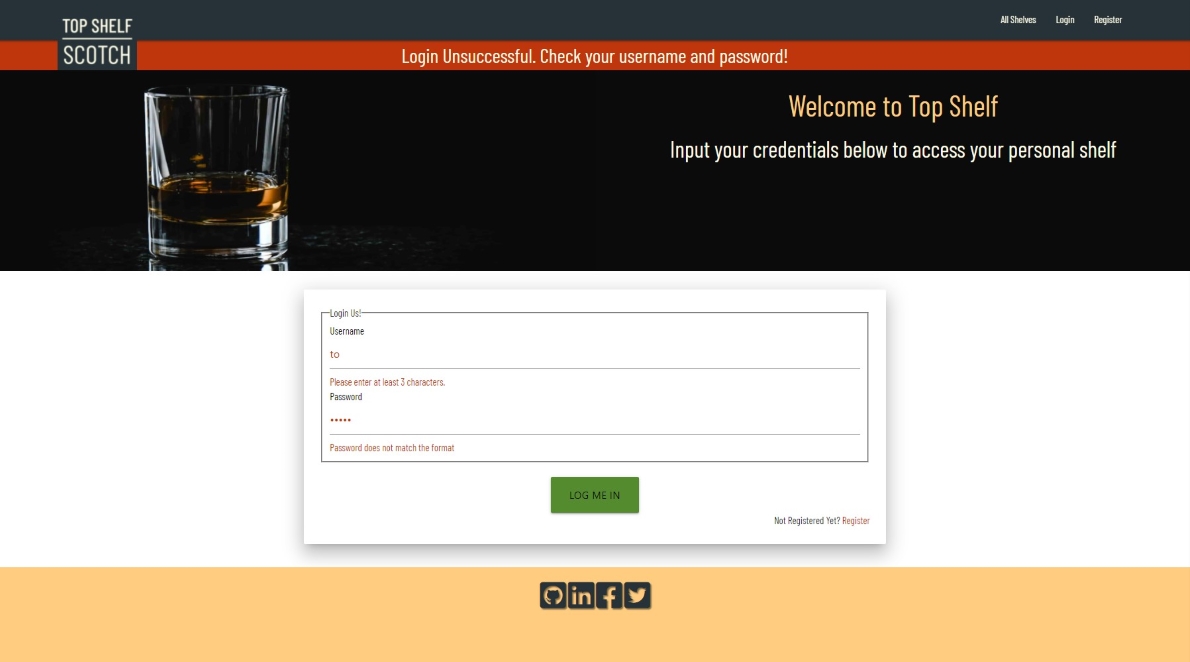 TOP SHELF
SCOTCH
All Shelves Login Register
Login Unsuccessful. Check your username and password!
Welcome to Top Shelf
Input your credentials below to access your personal shelf
Login Us!
Username
to
Please enter at least 3 characters.
Password
•••••
Password does not match the format
LOG ME IN
Not Registered Yet? Register